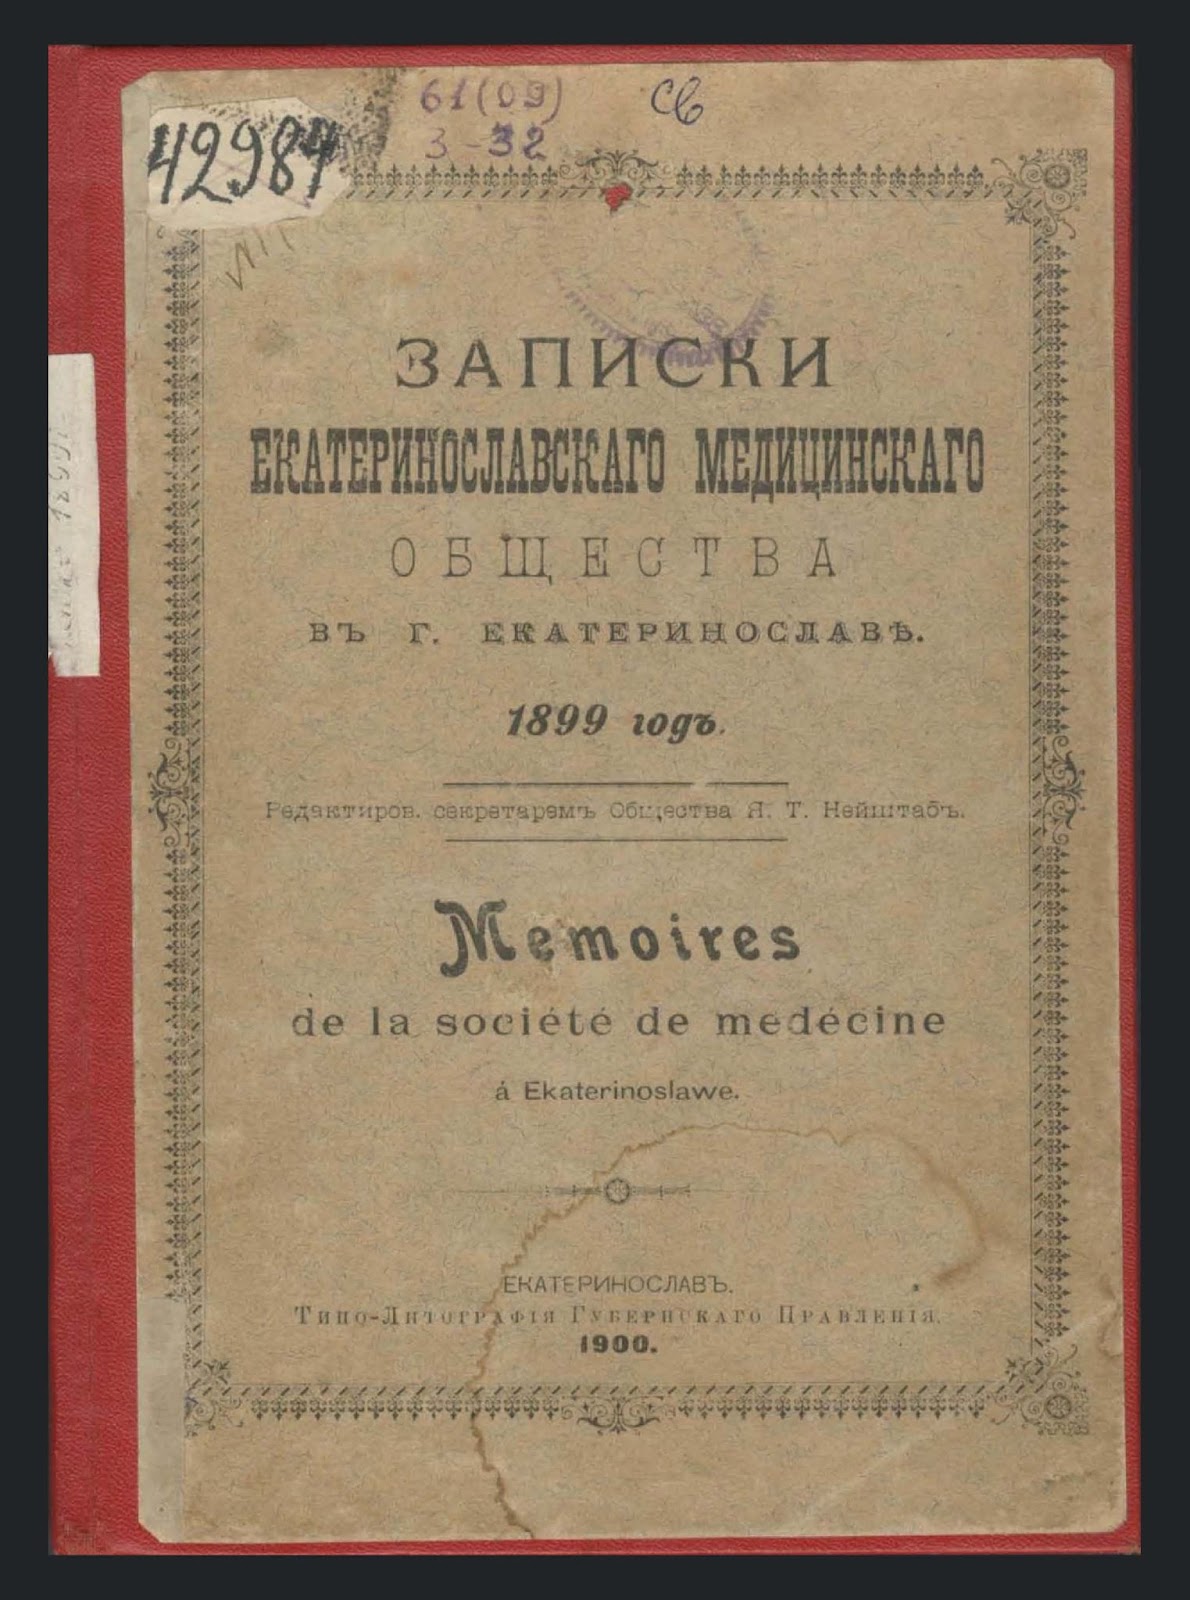 61(09)
3-32
св
42984
ЗАПИСКИ
ЕКАТЕРИНОСЛАВСКАГО МЕДИЦИНСКАГО
ОБЩЕСТВА
ВЪ Г. ЕКАТЕРИНОСЛАВѢ.
1899 годъ.
Редактиров. секретаремъ Общества Я. Т. Нейштабъ.
Memoires
de la société de medécine
á Ekaterinoslawe.
ЕКАТЕРИНОСЛАВЪ.
Типо-Литографія Губернскаго Правленія.
1900.